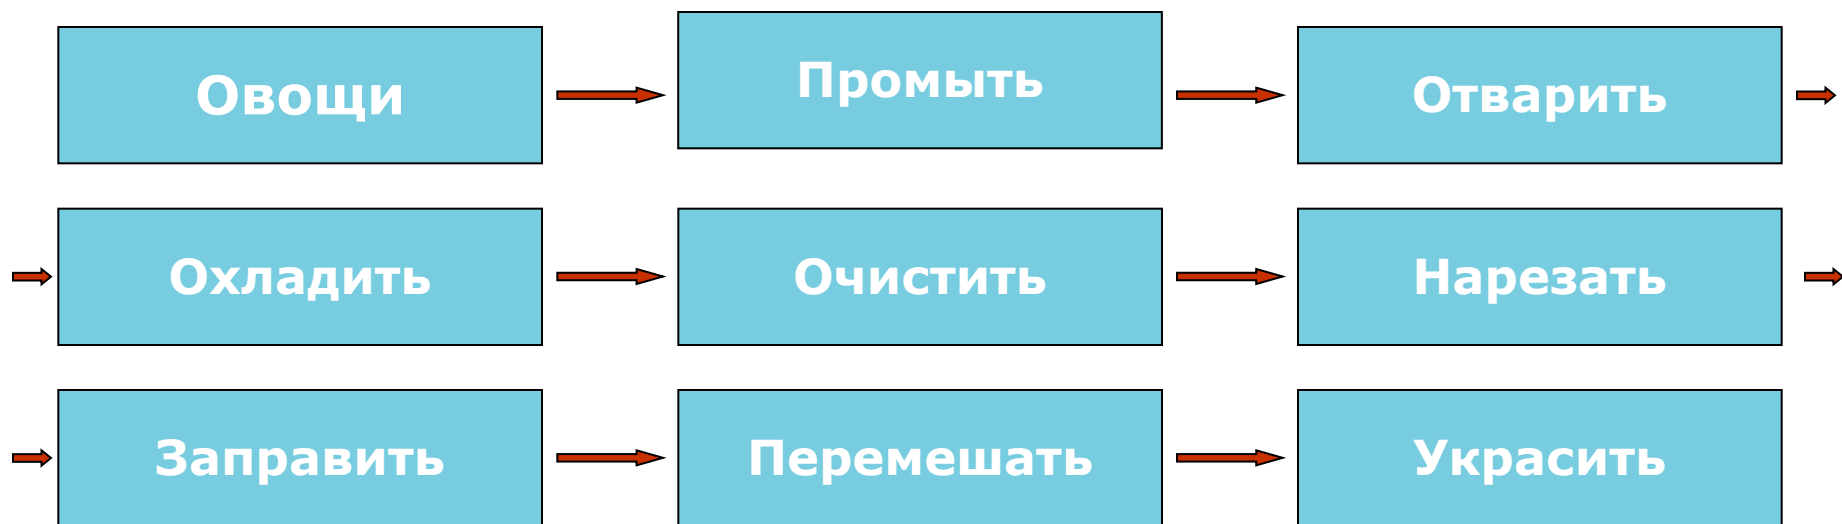 Овощи
Промыть
Отварить
Охладить
Очистить
Нарезать
Заправить
Перемешать
Украсить